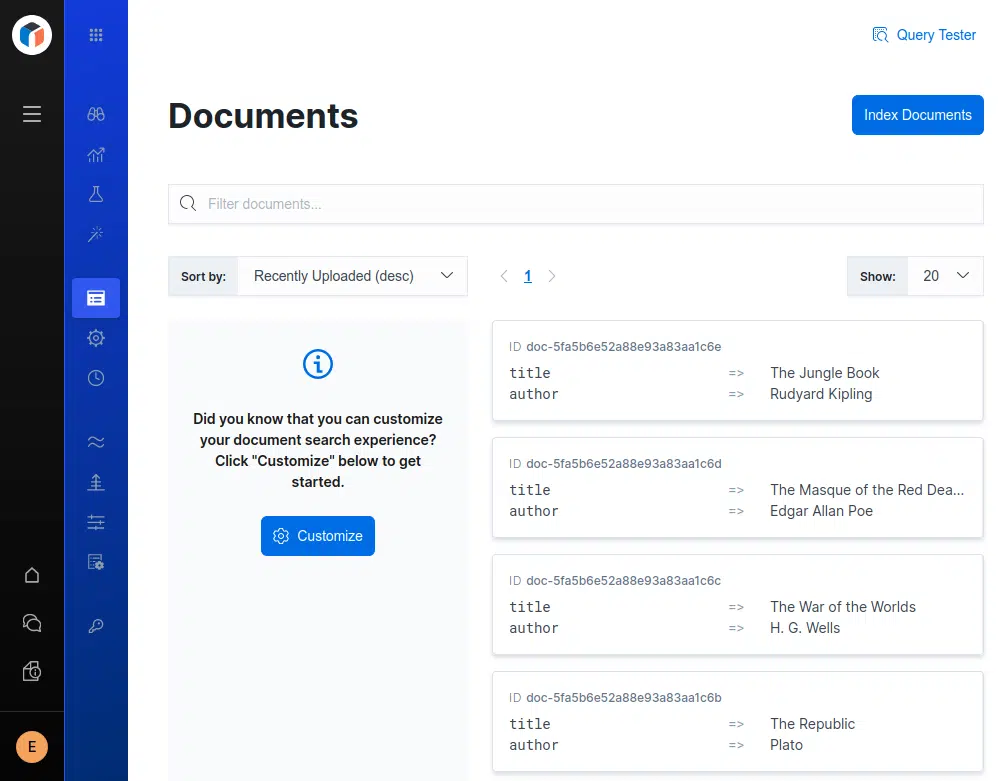 Query Tester
Documents
Index Documents
Filter documents...
Sort by:
Recently Uploaded (desc)
1
Show:
20
Did you know that you can customize
your document search experience?
Click "Customize" below to get
started.
Customize
ID doc-5fa5b6e52a88e93a83aa1c6e
title => The Jungle Book
author => Rudyard Kipling
ID doc-5fa5b6e52a88e93a83aa1c6d
title => The Masque of the Red Dea...
author => Edgar Allan Poe
ID doc-5fa5b6e52a88e93a83aa1c6c
title => The War of the Worlds
author => H. G. Wells
ID doc-5fa5b6e52a88e93a83aa1c6b
title => The Republic
author => Plato
E